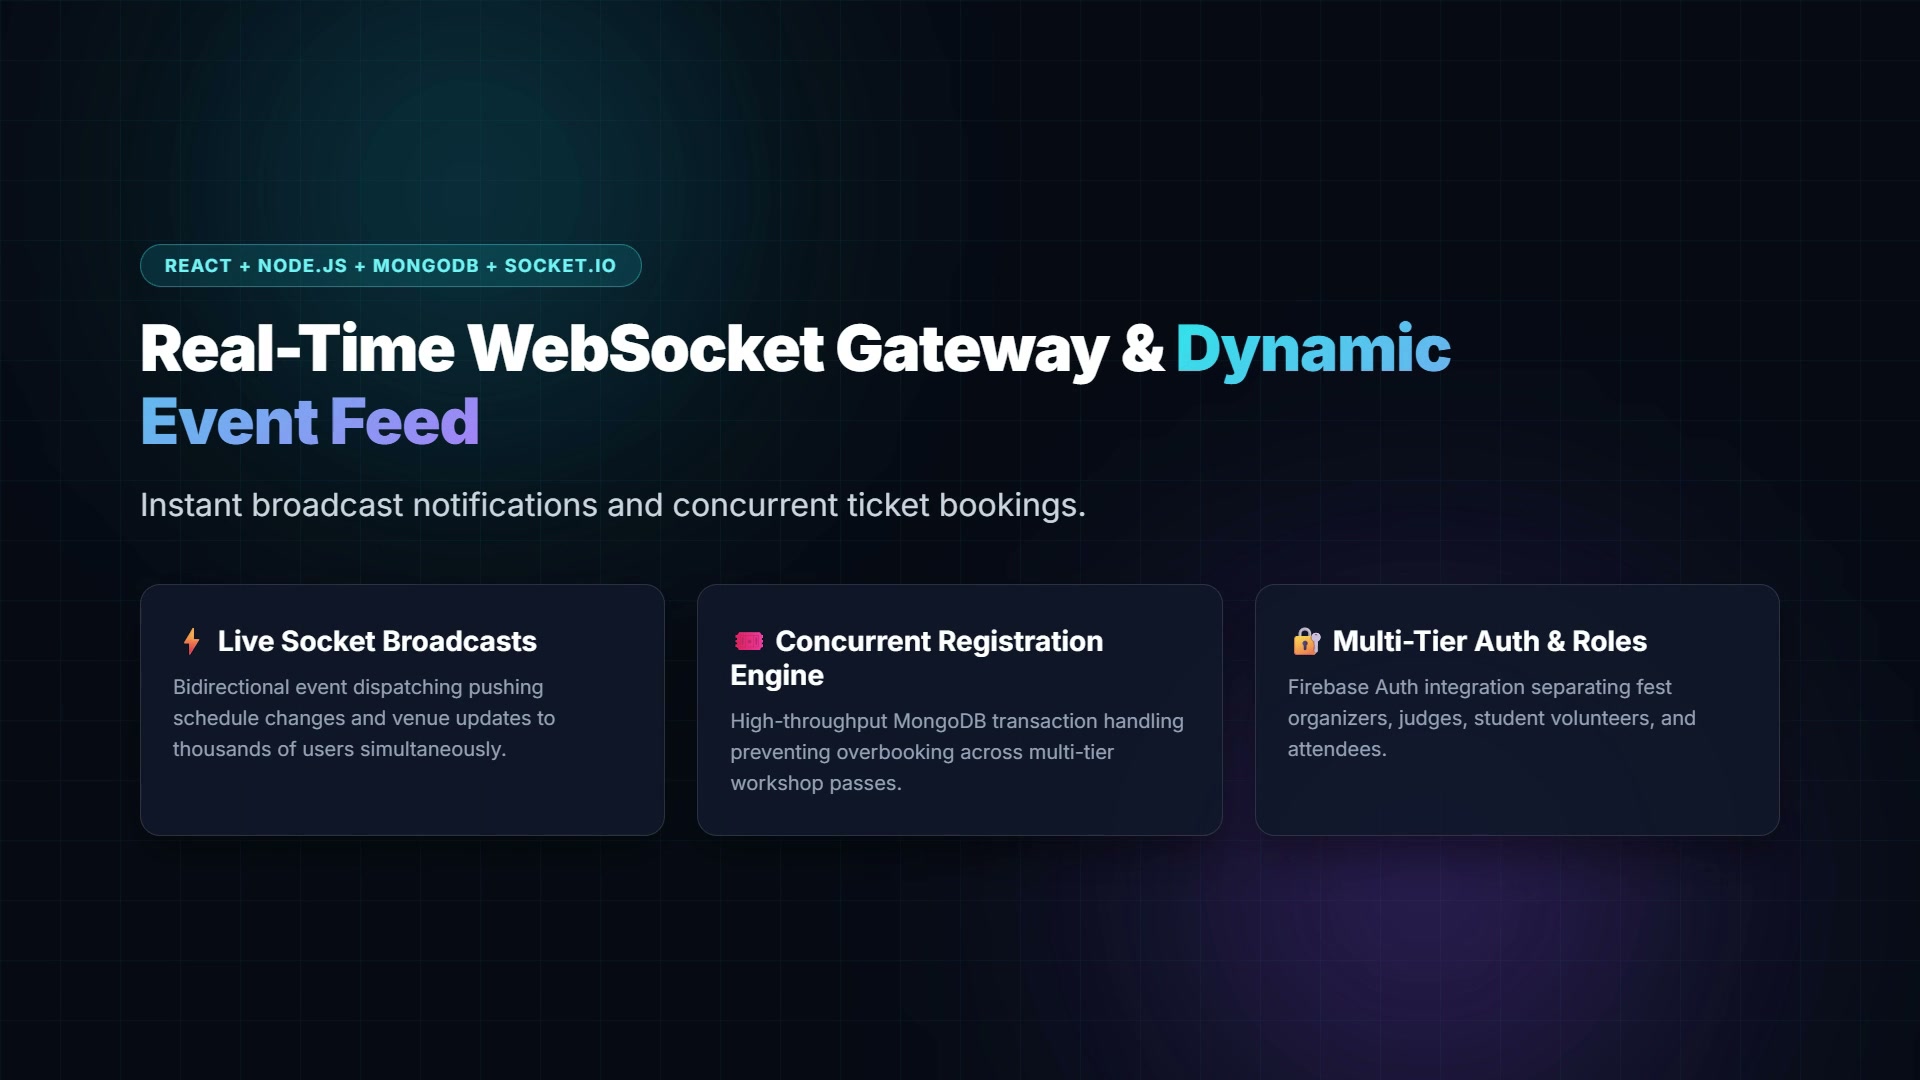 REACT + NODE.JS + MONGODB + SOCKET.IO
Real-Time WebSocket Gateway & Dynamic
Event Feed
Instant broadcast notifications and concurrent ticket bookings.
Live Socket Broadcasts
Bidirectional event dispatching pushing
schedule changes and venue updates to
thousands of users simultaneously.
Concurrent Registration
Engine
High-throughput MongoDB transaction handling
preventing overbooking across multi-tier
workshop passes.
Multi-Tier Auth & Roles
Firebase Auth integration separating fest
organizers, judges, student volunteers, and
attendees.